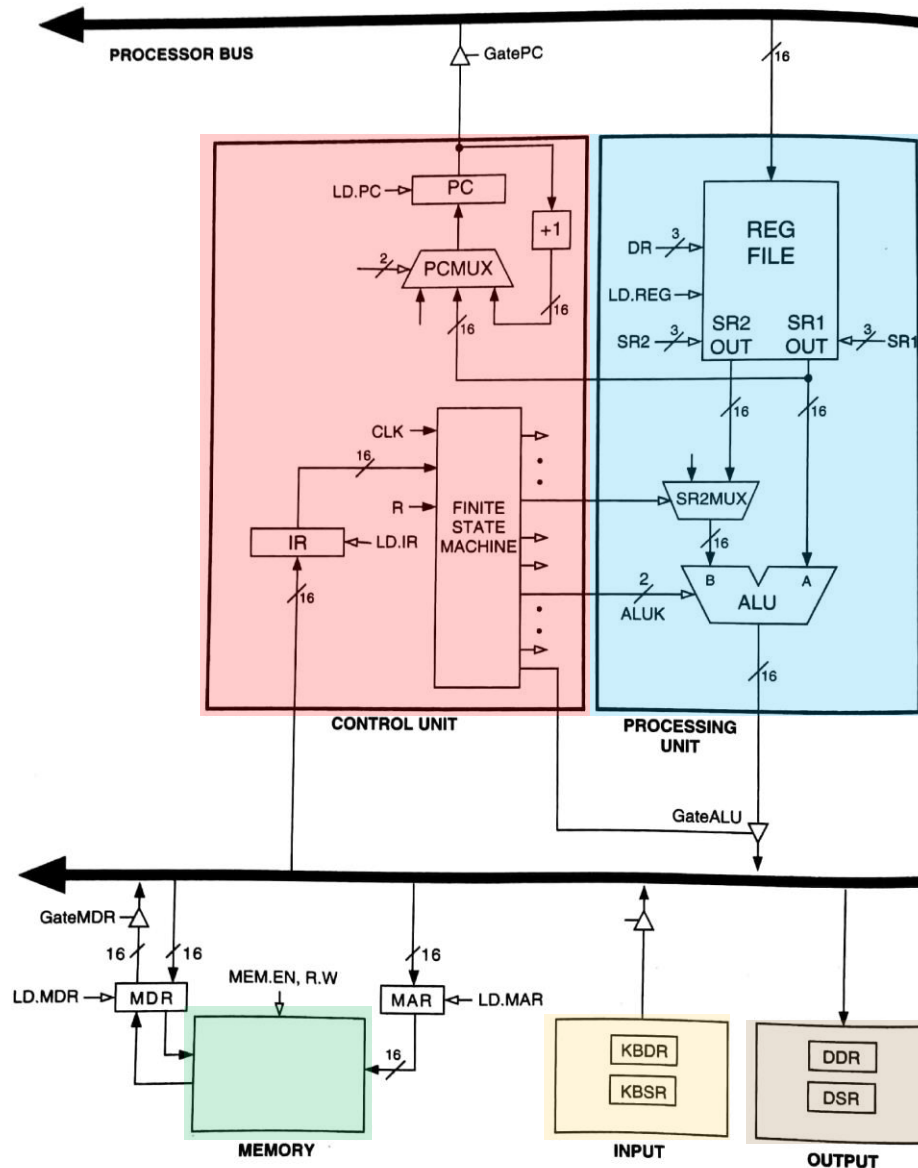 PROCESSOR BUS
GatePC
16
LD.PC
PC
+1
2
PCMUX
16
16
REG
FILE
DR
3
LD.REG
SR2
3
SR2
OUT
SR1
OUT
3
SR1
16
16
CLK
16
R
FINITE
STATE
MACHINE
IR
LD.IR
16
SR2MUX
16
B
A
ALU
2
ALUK
16
CONTROL UNIT
PROCESSING
UNIT
GateALU
GateMDR
16
16
16
LD.MDR
MDR
MEM.EN, R.W
MAR
LD.MAR
16
KBDR
KBSR
DDR
DSR
MEMORY
INPUT
OUTPUT